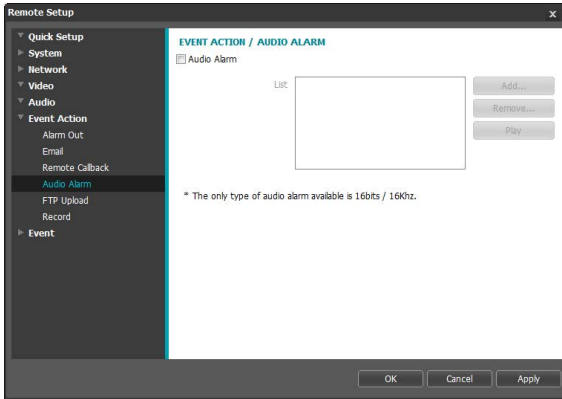 Remote Setup x
Quick Setup
System
Network
Video
Audio
Event Action
Alarm Out
Email
Remote Callback
Audio Alarm
FTP Upload
Record
Event
EVENT ACTION / AUDIO ALARM
Audio Alarm
List
Add...
Remove...
Play
* The only type of audio alarm available is 16bits / 16Khz.
OK Cancel Apply